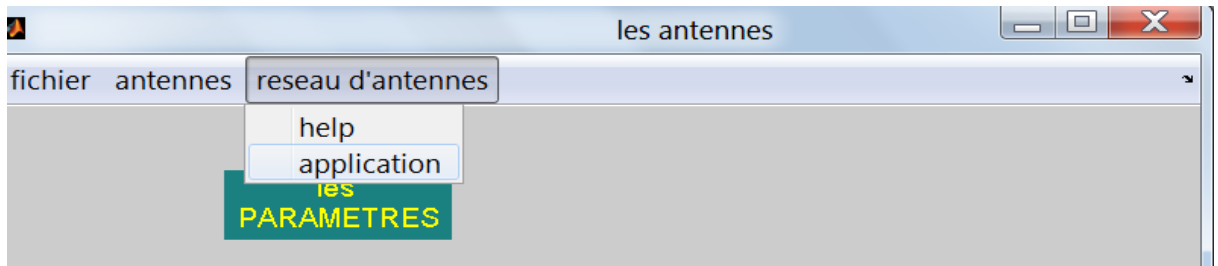 les antennes
fichier antennes reseau d'antennes
help
application
les
PARAMETRES